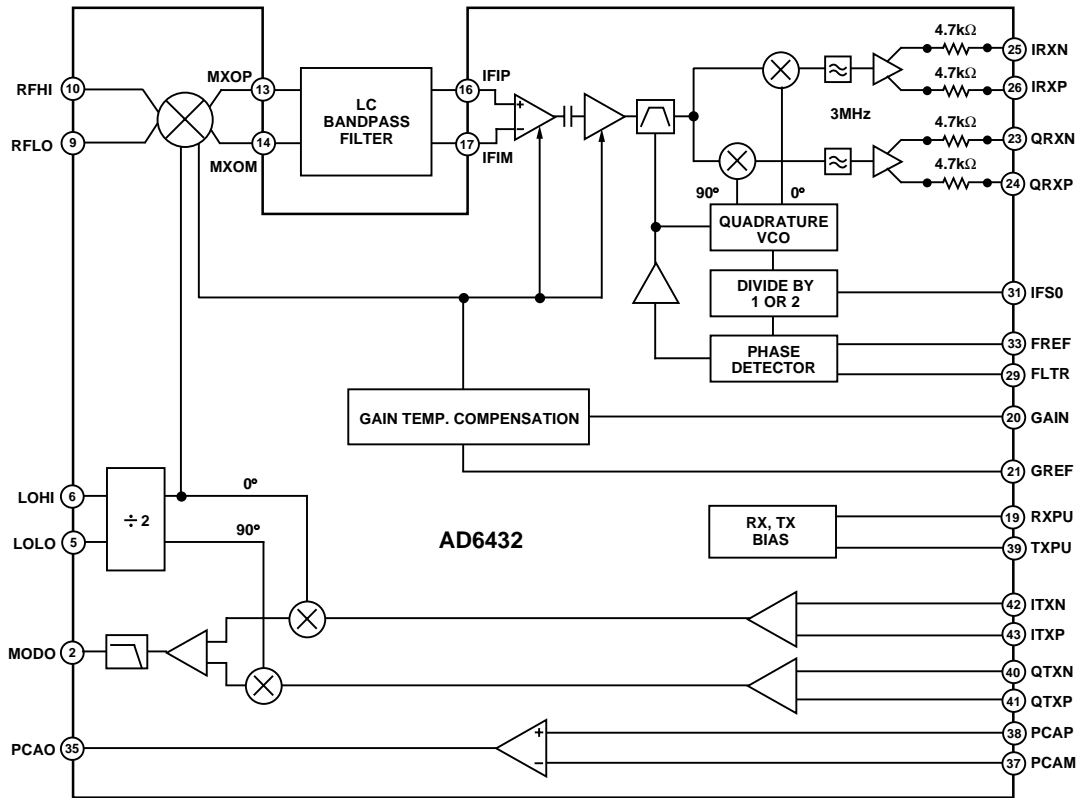 RFHI
10
RFLO
9
MXOP
13
MXOM
14
LC
BANDPASS
FILTER
16
IFIP
17
IFIM
+
–
3MHz
4.7kΩ
25
IRXN
4.7kΩ
26
IRXP
4.7kΩ
23
QRXN
4.7kΩ
24
QRXP
90°
0°
QUADRATURE
VCO
DIVIDE BY
1 OR 2
31
IFS0
PHASE
DETECTOR
33
FREF
29
FLTR
GAIN TEMP. COMPENSATION
20
GAIN
21
GREF
LOHI
6
LOLO
5
÷ 2
0°
90°
AD6432
RX, TX
BIAS
19
RXPU
39
TXPU
42
ITXN
43
ITXP
MODO
2
40
QTXN
41
QTXP
PCAO
35
+
–
38
PCAP
37
PCAM